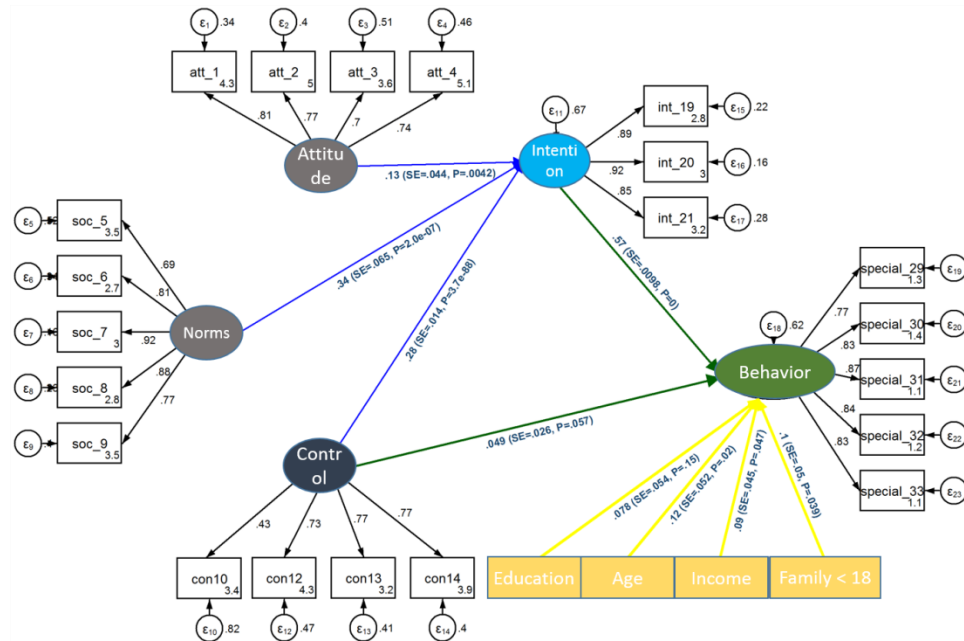 ε1 .34 ε2 .4 ε3 .51 ε4 .46
att_1 4.3 att_2 5 att_3 3.6 att_4 5.1
.81 .77 .7 .74
Attitu
de
.13 (SE=.044, P=.0042)
ε11 .67
Intenti
on
.89 .92 .85
int_19 2.8 ε15 .22
int_20 3 ε16 .16
int_21 3.2 ε17 .28
ε5 soc_5 3.5
ε6 soc_6 2.7
ε7 soc_7 3
ε8 soc_8 2.8
ε9 soc_9 3.5
.69 .81 .92 .88 .77
Norms
.34 (SE=.065, P=2.0e-07)
.28 (SE=.014, P=3.7e-88)
.57 (SE=.0098, P=0)
ε18 .62
Behavior
.77 .83 .87 .84 .83
special_29 1.3 ε19
special_30 1.4 ε20
special_31 1.1 ε21
special_32 1.2 ε22
special_33 1.1 ε23
Contr
ol
.049 (SE=.026, P=.057)
.078 (SE=.054, P=.15)
.12 (SE=.052, P=.02)
.09 (SE=.045, P=.047)
.1 (SE=.05, P=.039)
.43 .73 .77 .77
con10 3.4 con12 4.3 con13 3.2 con14 3.9
ε10 .82 ε12 .47 ε13 .41 ε14 .4
Education Age Income Family < 18